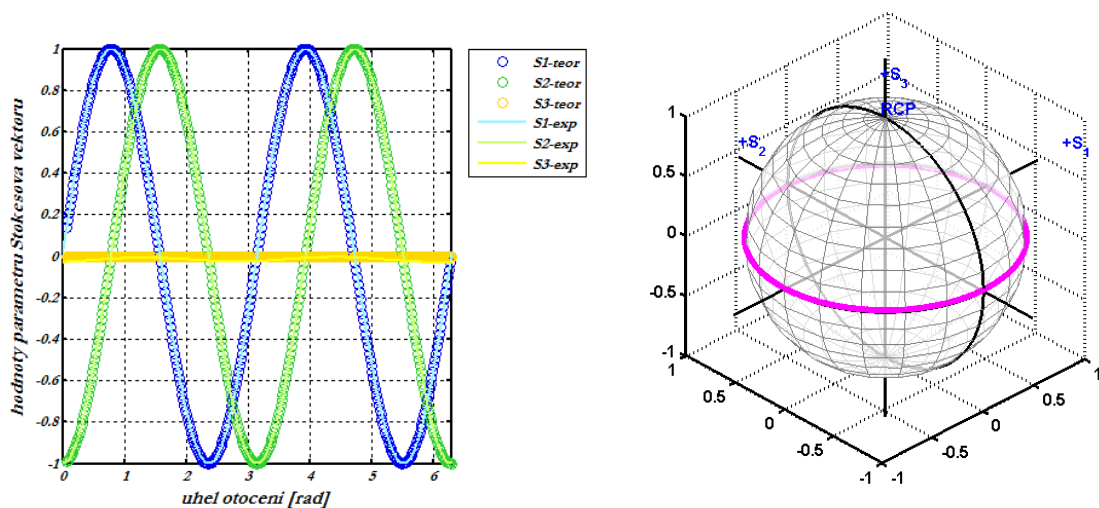 1
0.8
0.6
0.4
0.2
0
-0.2
-0.4
-0.6
-0.8
-1
0 1 2 3 4 5 6
hodnoty parametru Stokesova vektoru
uhel otoceni [rad]
S1-teor
S2-teor
S3-teor
S1-exp
S2-exp
S3-exp
+S3
RCP
+S2
+S1
1
0.5
0
-0.5
-1
1
0.5
0
-0.5
-1
-1
-0.5
0
0.5
1